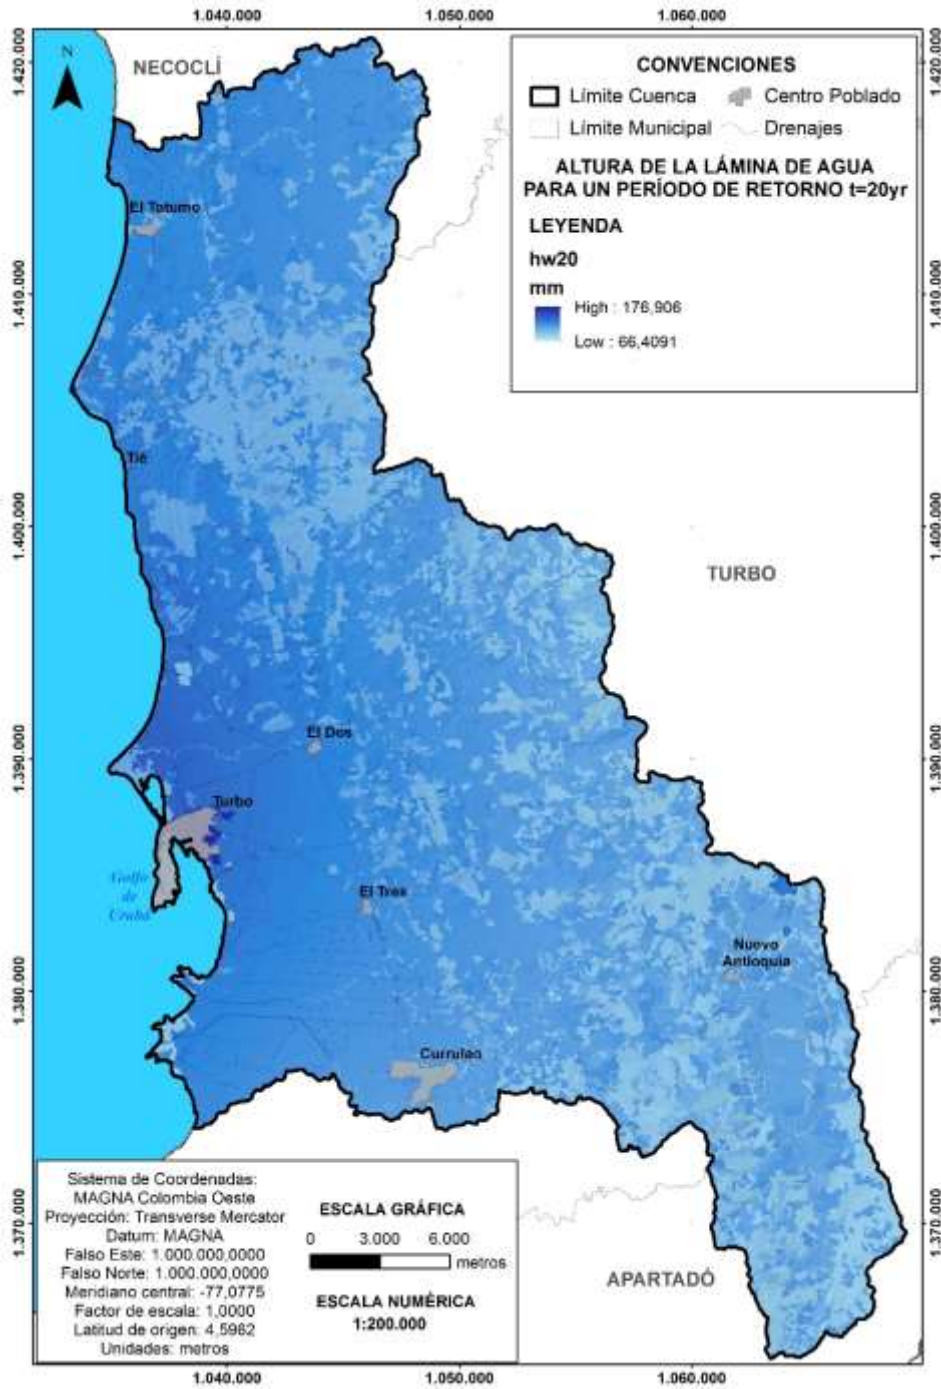 1.040.000
1.050.000
1.060.000
1.420.000
1.420.000
N
NECOCLÍ
CONVENCIONES
Límite Cuenca
Centro Poblado
Límite Municipal
Drenajes
ALTURA DE LA LÁMINA DE AGUA
PARA UN PERÍODO DE RETORNO t=20yr
LEYENDA
hw20
mm
High : 176,906
Low : 66,4091
El Totumo
1.410.000
1.410.000
Tié
1.400.000
1.400.000
TURBO
El Dos
1.390.000
1.390.000
Turbo
Golfo
de
Urabá
El Tres
Nuevo
Antioquia
1.380.000
1.380.000
Currulao
1.370.000
1.370.000
APARTADÓ
Sistema de Coordenadas:
MAGNA Colombia Oeste
Proyección: Transverse Mercator
Datum: MAGNA
Falso Este: 1.000.000,0000
Falso Norte: 1.000.000,0000
Meridiano central: -77,0775
Factor de escala: 1,0000
Latitud de origen: 4,5962
Unidades: metros
ESCALA GRÁFICA
0 3.000 6.000
metros
ESCALA NUMÉRICA
1:200.000
1.040.000
1.050.000
1.060.000